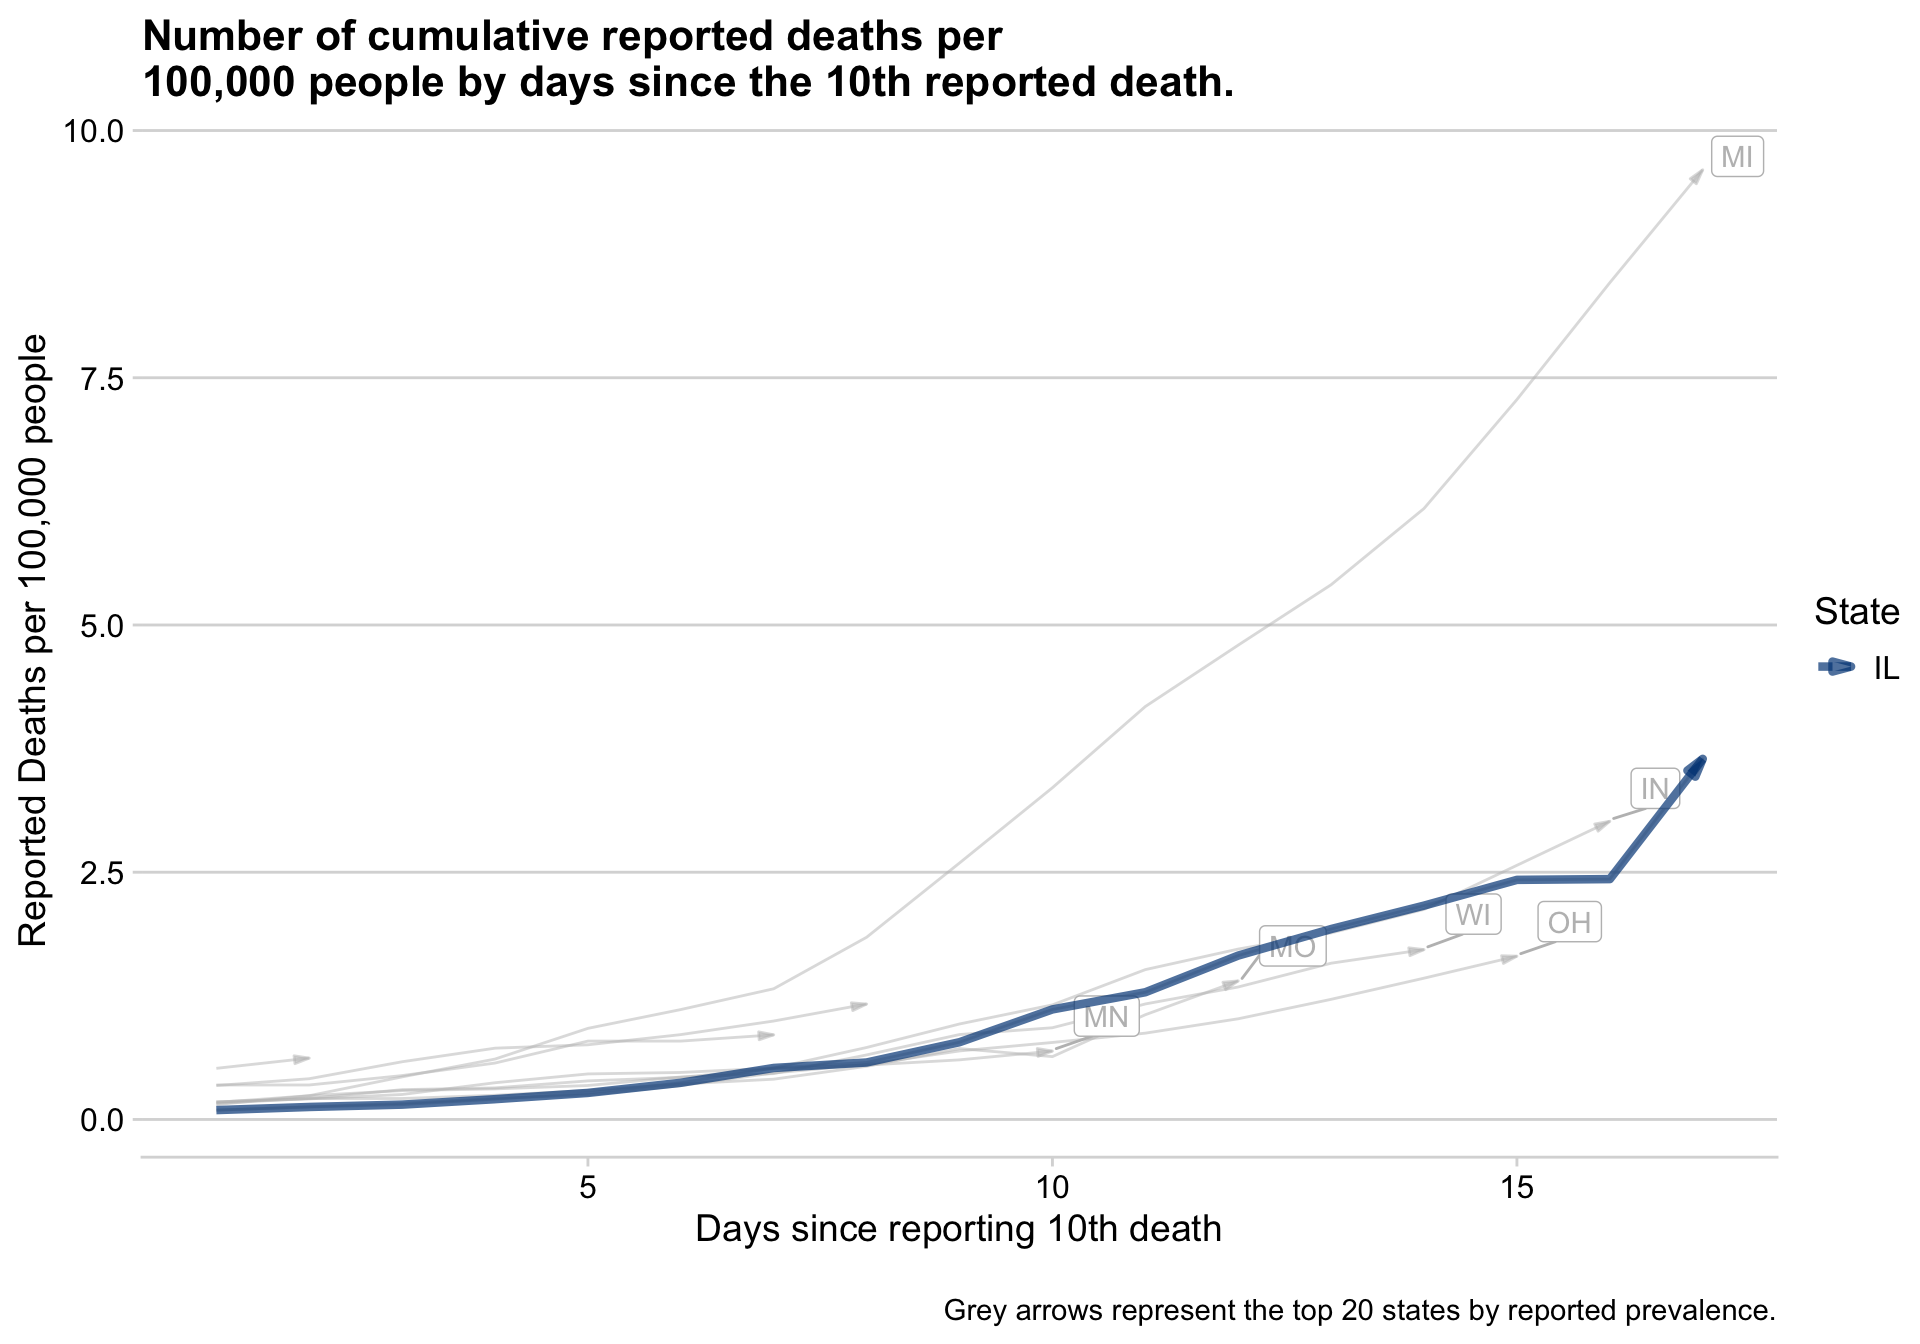 Number of cumulative reported deaths per
100,000 people by days since the 10th reported death.
Reported Deaths per 100,000 people
10.0
7.5
5.0
2.5
0.0
MI
IN
WI
OH
MO
MN
State
IL
5
10
15
Days since reporting 10th death
Grey arrows represent the top 20 states by reported prevalence.